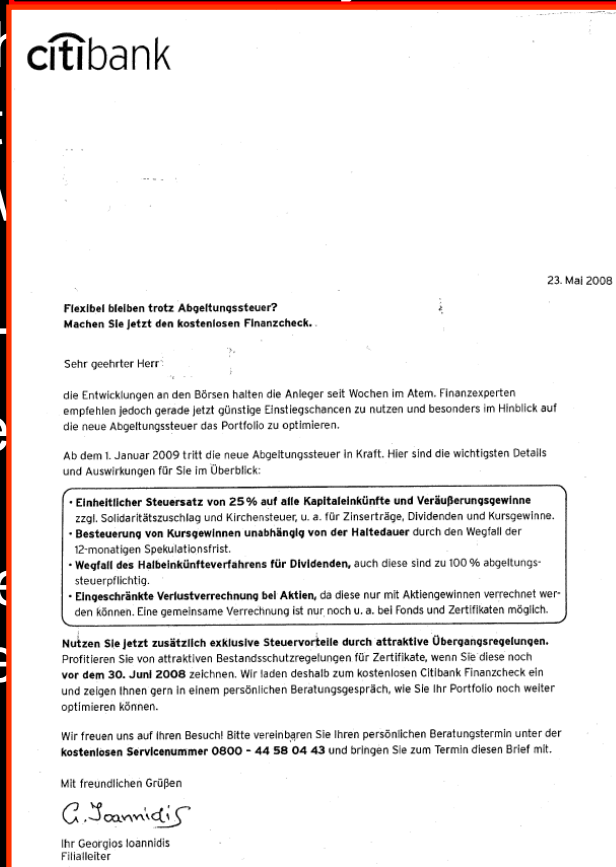 citibank
23. Mai 2008
Flexibel bleiben trotz Abgeltungssteuer?
Machen Sie jetzt den kostenlosen Finanzcheck.
Sehr geehrter Herr
die Entwicklungen an den Börsen halten die Anleger seit Wochen im Atem. Finanzexperten
empfehlen jedoch gerade jetzt günstige Einstiegschancen zu nutzen und besonders im Hinblick auf
die neue Abgeltungssteuer das Portfolio zu optimieren.
Ab dem 1. Januar 2009 tritt die neue Abgeltungssteuer in Kraft. Hier sind die wichtigsten Details
und Auswirkungen für Sie im Überblick:
• Einheitlicher Steuersatz von 25 % auf alle Kapitaleinkünfte und Veräußerungsgewinne
zzgl. Solidaritätszuschlag und Kirchensteuer, u. a. für Zinserträge, Dividenden und Kursgewinne.
• Besteuerung von Kursgewinnen unabhängig von der Haltedauer durch den Wegfall der
12-monatigen Spekulationsfrist.
• Wegfall des Halbeinkünfteverfahrens für Dividenden, auch diese sind zu 100 % abgeltungs-
steuerpflichtig.
• Eingeschränkte Verlustverrechnung bei Aktien, da diese nur mit Aktiengewinnen verrechnet wer-
den können. Eine gemeinsame Verrechnung ist nur noch u. a. bei Fonds und Zertifikaten möglich.
Nutzen Sie jetzt zusätzlich exklusive Steuervorteile durch attraktive Übergangsregelungen.
Profitieren Sie von attraktiven Bestandsschutzregelungen für Zertifikate, wenn Sie diese noch
vor dem 30. Juni 2008 zeichnen. Wir laden deshalb zum kostenlosen Citibank Finanzcheck ein
und zeigen Ihnen gern in einem persönlichen Beratungsgespräch, wie Sie Ihr Portfolio noch weiter
optimieren können.
Wir freuen uns auf Ihren Besuch! Bitte vereinbaren Sie Ihren persönlichen Beratungstermin unter der
kostenlosen Servicenummer 0800 - 44 58 04 43 und bringen Sie zum Termin diesen Brief mit.
Mit freundlichen Grüßen
G. Ioannidis
Ihr Georgios Ioannidis
Filialleiter